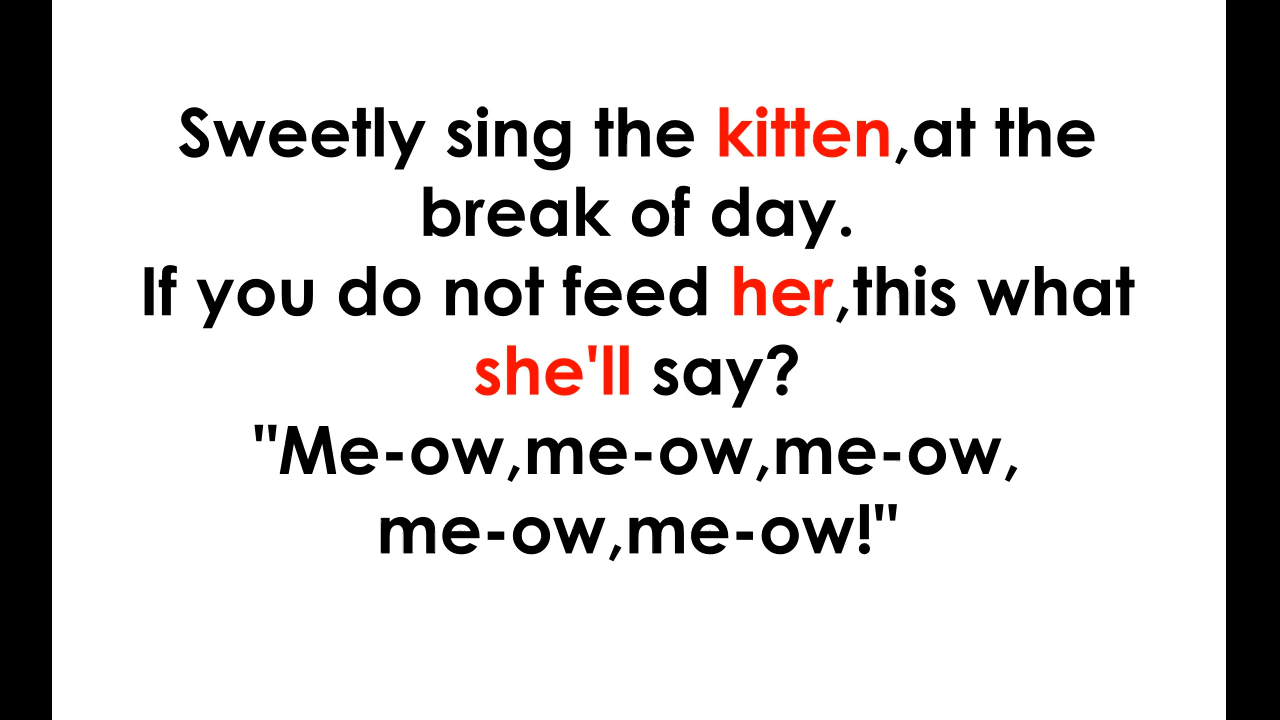 Sweetly sing the kitten,at the
break of day.
If you do not feed her,this what
she'll say?
"Me-ow,me-ow,me-ow,
me-ow,me-ow!"